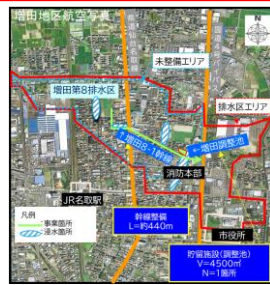 増田地区航空写真
未整備エリア
増田第8排水区
排水区エリア
←増田調整池
増田8-1幹線
消防本部
JR名取駅
市役所
凡例
事業箇所
浸水箇所
幹線整備
L=約440m
貯留施設(調整池)
V=4500㎥
N=1箇所